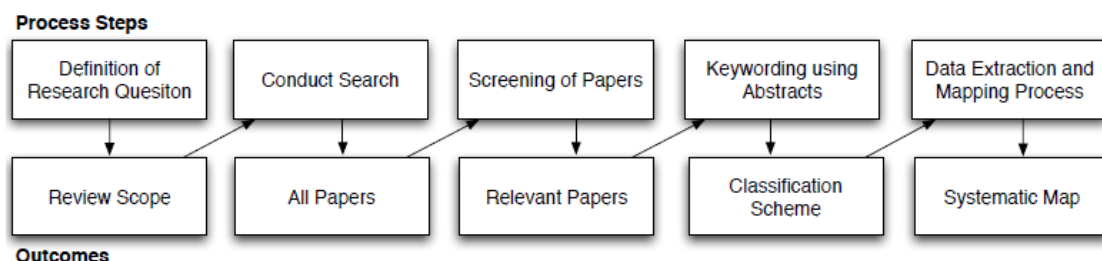 Process Steps
Definition of
Research Quesiton
Conduct Search
Screening of Papers
Keywording using
Abstracts
Data Extraction and
Mapping Process
Review Scope
All Papers
Relevant Papers
Classification
Scheme
Systematic Map
Outcomes